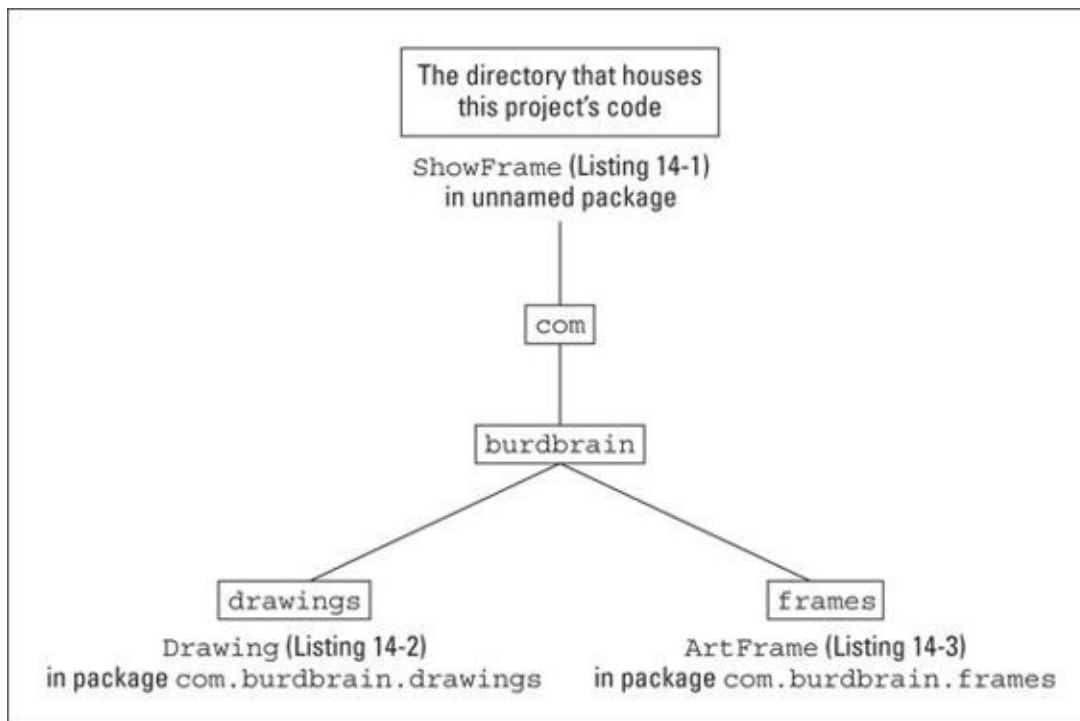 The directory that houses
this project's code
ShowFrame (Listing 14-1)
in unnamed package
com
burdbrain
drawings
frames
Drawing (Listing 14-2)
in package com.burdbrain.drawings
ArtFrame (Listing 14-3)
in package com.burdbrain.frames